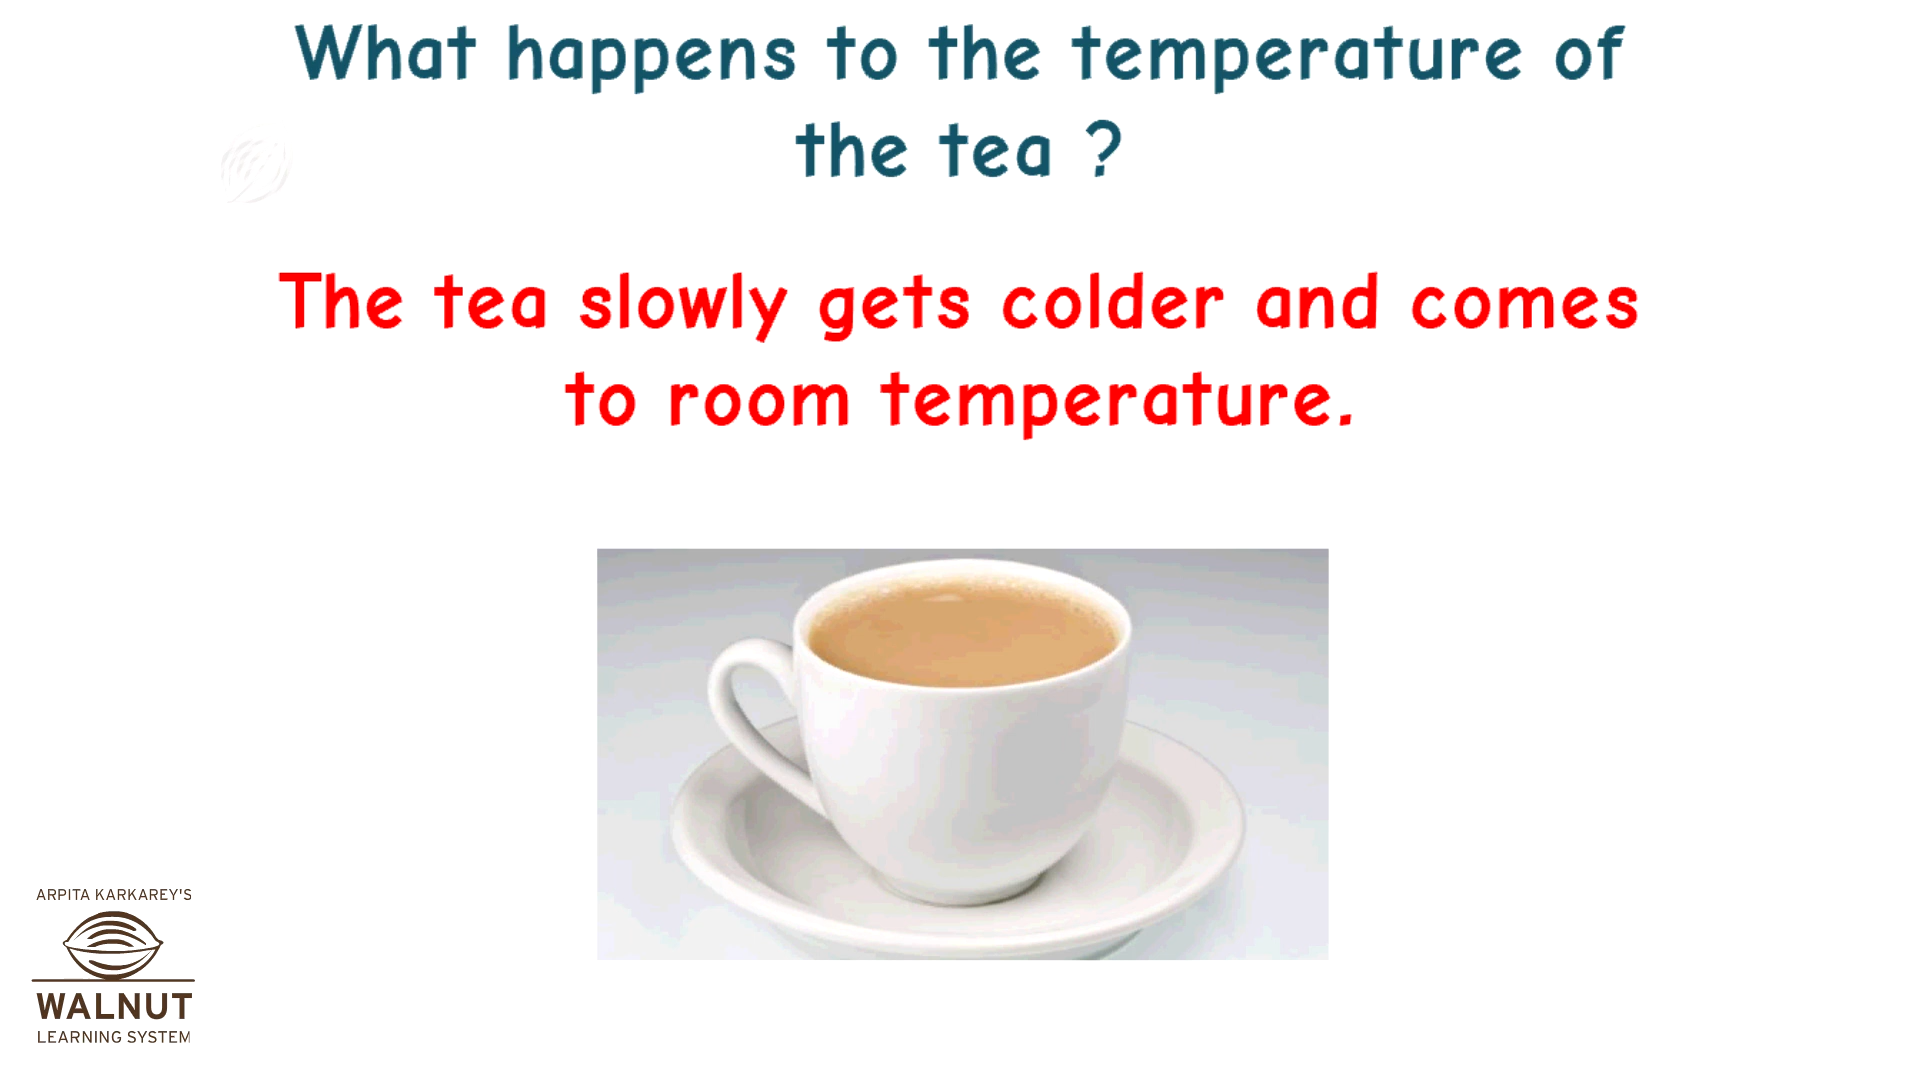 What happens to the temperature of
the tea ?
The tea slowly gets colder and comes
to room temperature.
ARPITA KARKAREY'S
WALNUT
LEARNING SYSTEM